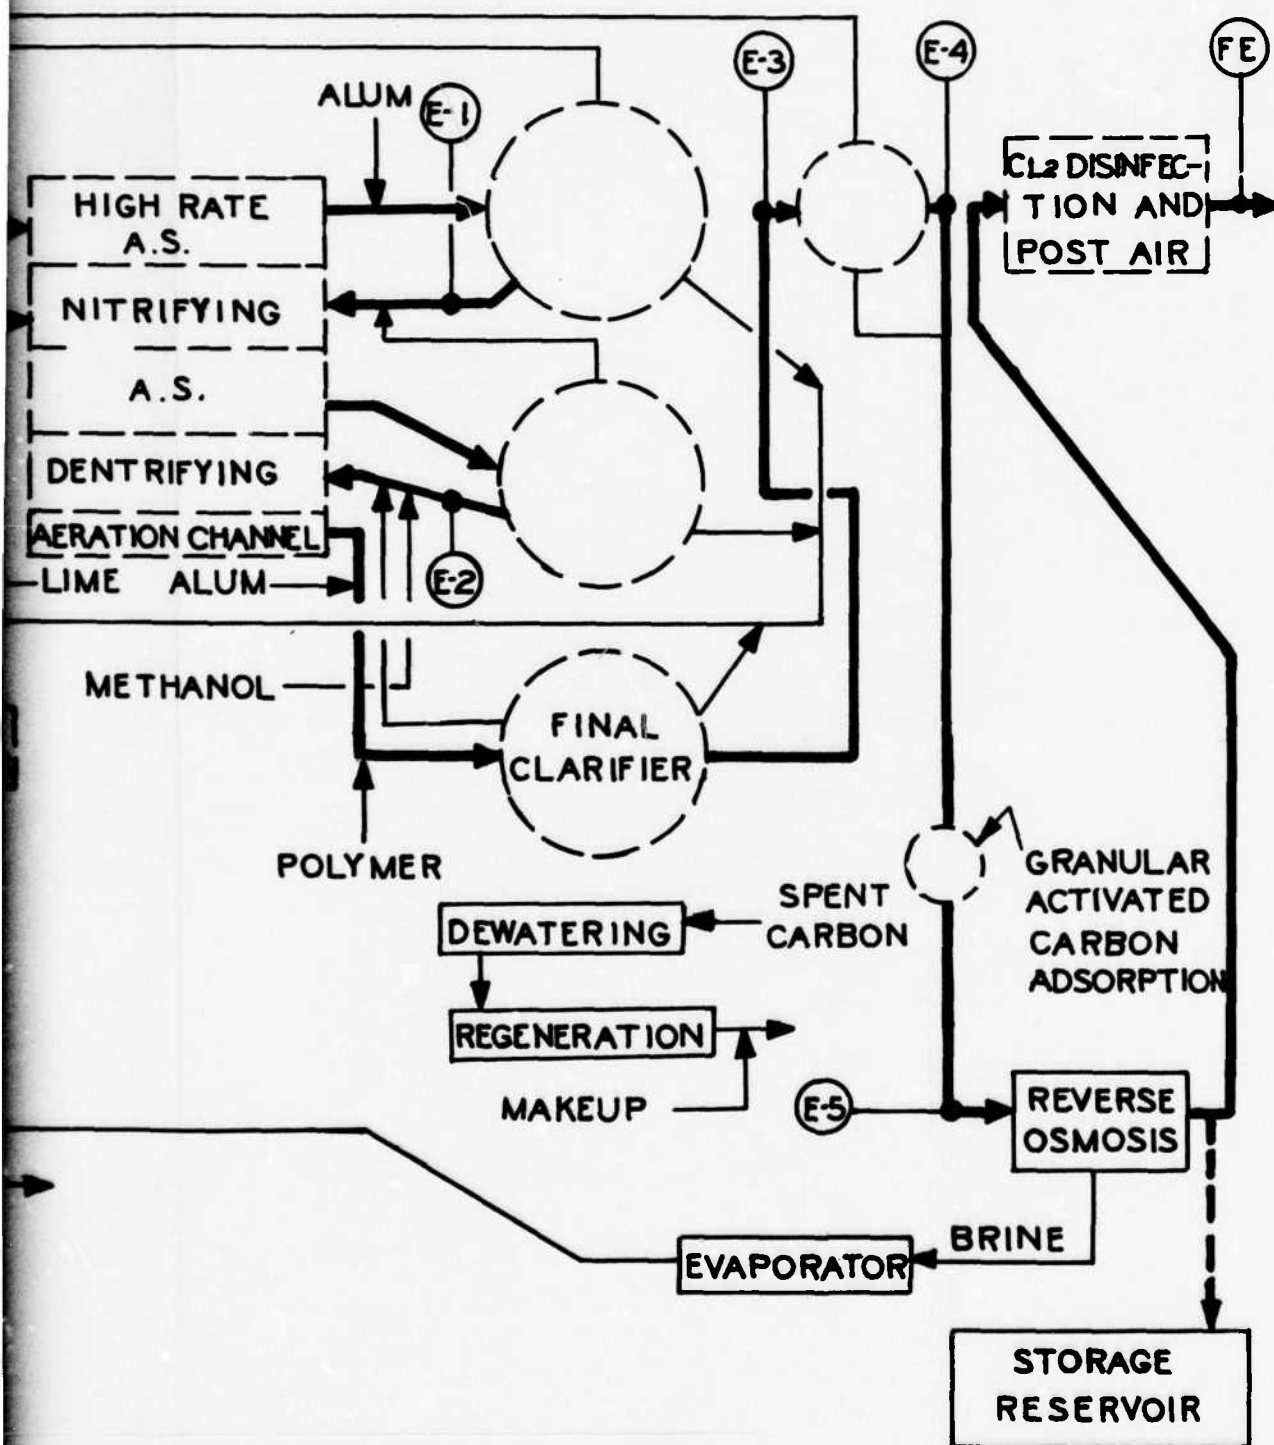 E-3
E-4
FE
ALUM
E-1
HIGH RATE
A.S.
CL2 DISINFEC-
TION AND
POST AIR
NITRIFYING
A.S.
DENTRIFYING
AERATION CHANNEL
LIME ALUM
E-2
METHANOL
FINAL
CLARIFIER
POLYMER
GRANULAR
ACTIVATED
CARBON
ADSORPTION
SPENT
CARBON
DEWATERING
REGENERATION
MAKEUP
E-5
REVERSE
OSMOSIS
BRINE
EVAPORATOR
STORAGE
RESERVOIR